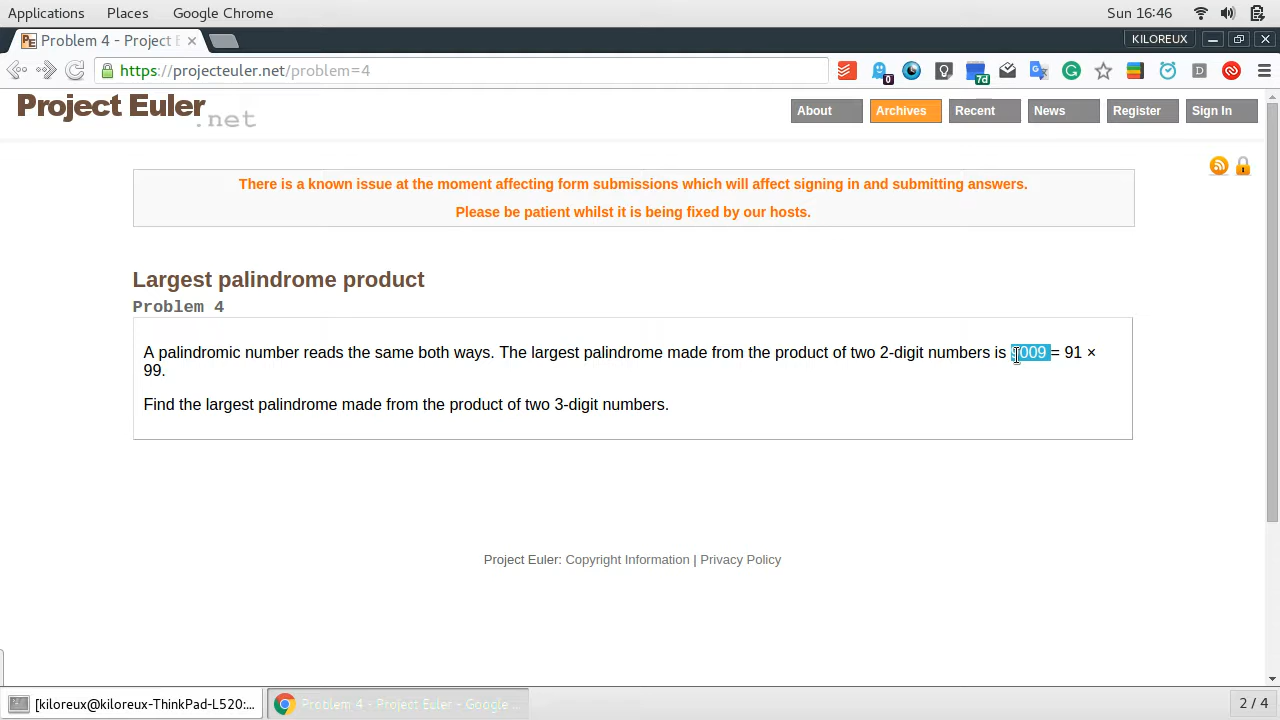 Applications Places Google Chrome Sun 16:46
Problem 4 - Project E KILOREUX
https://projecteuler.net/problem=4 0 7d D
Project Euler .net About Archives Recent News Register Sign In
There is a known issue at the moment affecting form submissions which will affect signing in and submitting answers.
Please be patient whilst it is being fixed by our hosts.
Largest palindrome product
Problem 4
A palindromic number reads the same both ways. The largest palindrome made from the product of two 2-digit numbers is 9009 = 91 ×
99.
Find the largest palindrome made from the product of two 3-digit numbers.
Project Euler: Copyright Information | Privacy Policy
[kiloreux@kiloreux-ThinkPad-L520:... Problem 4 - Project Euler - Google ... 2 / 4